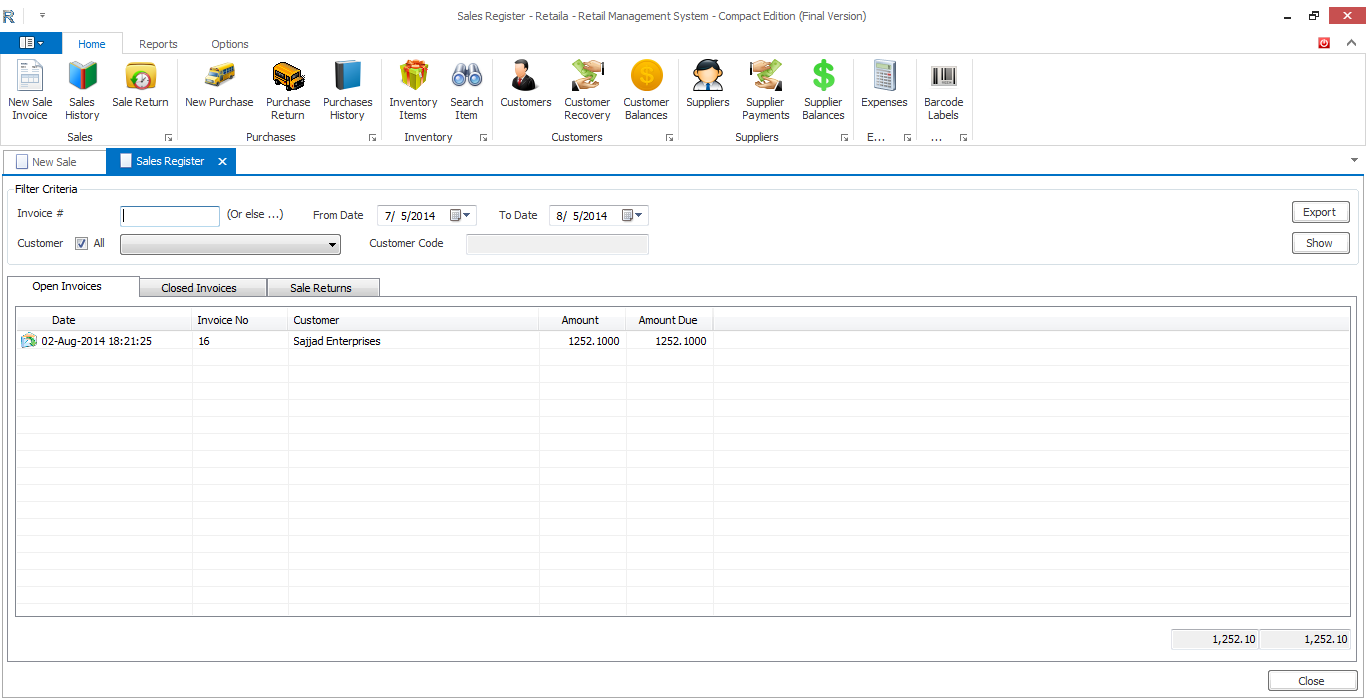 R
Sales Register - Retaila - Retail Management System - Compact Edition (Final Version)
Home Reports Options
New Sale Invoice
Sales History
Sale Return
Sales
New Purchase
Purchase Return
Purchases History
Purchases
Inventory Items
Search Item
Inventory
Customers
Customer Recovery
Customer Balances
Customers
Suppliers
Supplier Payments
Supplier Balances
Suppliers
Expenses
E...
Barcode Labels
...
New Sale
Sales Register
Filter Criteria
Invoice # (Or else ...) From Date 7/ 5/2014 To Date 8/ 5/2014 Export
Customer All Customer Code Show
Open Invoices Closed Invoices Sale Returns
Date Invoice No Customer Amount Amount Due
02-Aug-2014 18:21:25 16 Sajjad Enterprises 1252.1000 1252.1000
1,252.10 1,252.10
Close